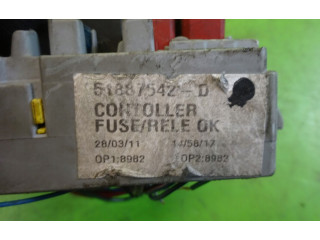 51887542 - D
CONTOLLER
FUSE/RELE OK
28/03/11
OP1:8982 OP2:8982